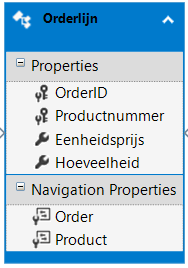 Orderlijn
Properties
OrderID
Productnummer
Eenheidsprijs
Hoeveelheid
Navigation Properties
Order
Product